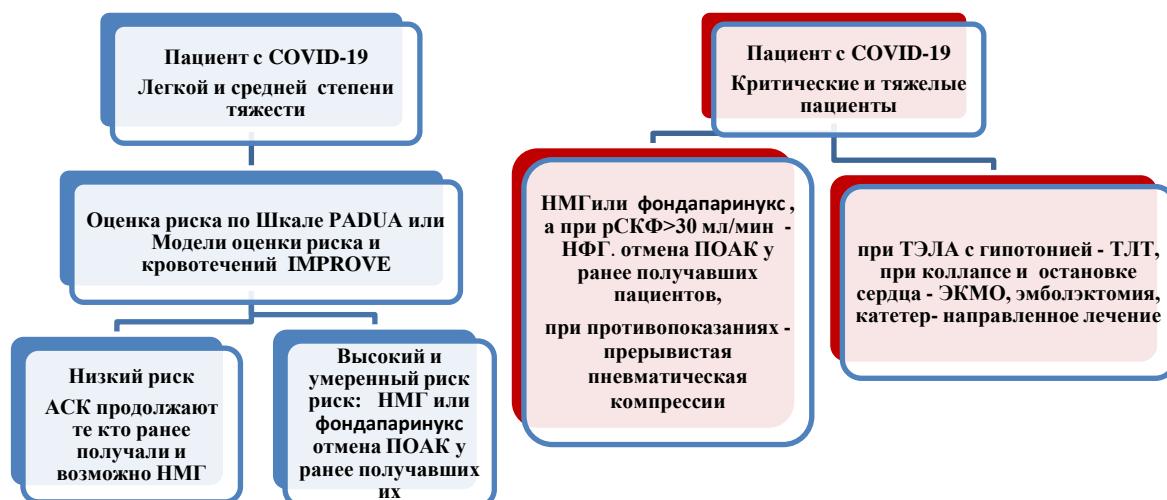 Пациент с COVID-19
Легкой и средней степени
тяжести
Оценка риска по Шкале PADUA или
Модели оценки риска и
кровотечений IMPROVE
Низкий риск
АСК продолжают
те кто ранее
получали и
возможно НМГ
Высокий и
умеренный риск
риск: НМГ или
фондапаринукс
отмена ПОАК у
ранее получавших
их
Пациент с COVID-19
Критические и тяжелые
пациенты
НМГили фондапаринукс ,
а при рСКФ>30 мл/мин -
НФГ. отмена ПОАК у
ранее получавших
пациентов,
при противопоказаниях -
прерывистая
пневматическая
компрессии
при ТЭЛА с гипотонией - ТЛТ,
при коллапсе и остановке
сердца - ЭКМО, эмболэктомия,
катетер- направленное лечение